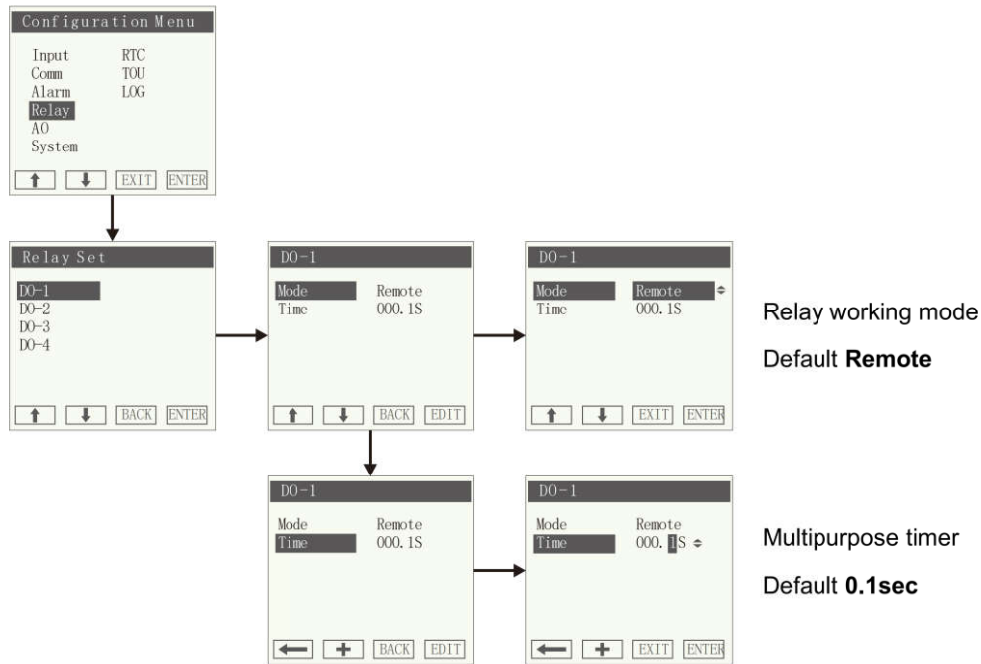 Configuration Menu
Input RTC
Comm TOU
Alarm LOG
Relay
AO
System
EXIT ENTER
Relay Set
DO-1
DO-2
DO-3
DO-4
BACK ENTER
DO-1
Mode Remote
Time 000.1S
BACK EDIT
DO-1
Mode Remote
Time 000.1S
EXIT ENTER
Relay working mode
Default Remote
DO-1
Mode Remote
Time 000.1S
BACK EDIT
DO-1
Mode Remote
Time 000.1S
EXIT ENTER
Multipurpose timer
Default 0.1sec